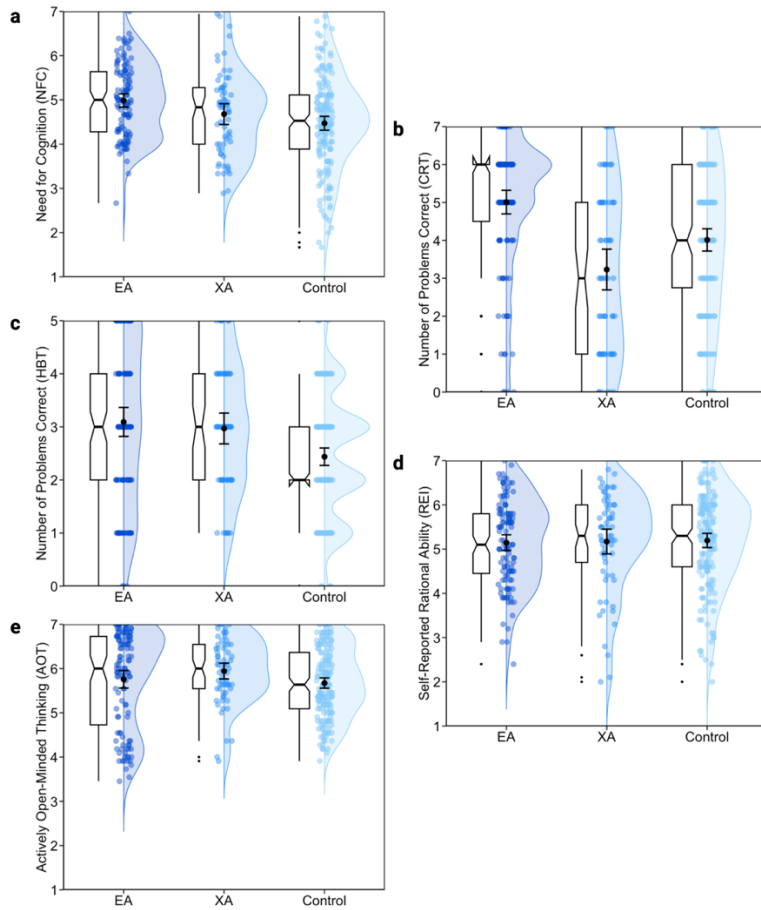 a
Need for Cognition (NFC)
7
6
5
4
3
2
1
EA
XA
Control
b
Number of Problems Correct (CRT)
7
6
5
4
3
2
1
0
EA
XA
Control
c
Number of Problems Correct (HBT)
5
4
3
2
1
0
EA
XA
Control
d
Self-Reported Rational Ability (REI)
7
6
5
4
3
2
1
EA
XA
Control
e
Actively Open-Minded Thinking (AOT)
7
6
5
4
3
2
1
EA
XA
Control